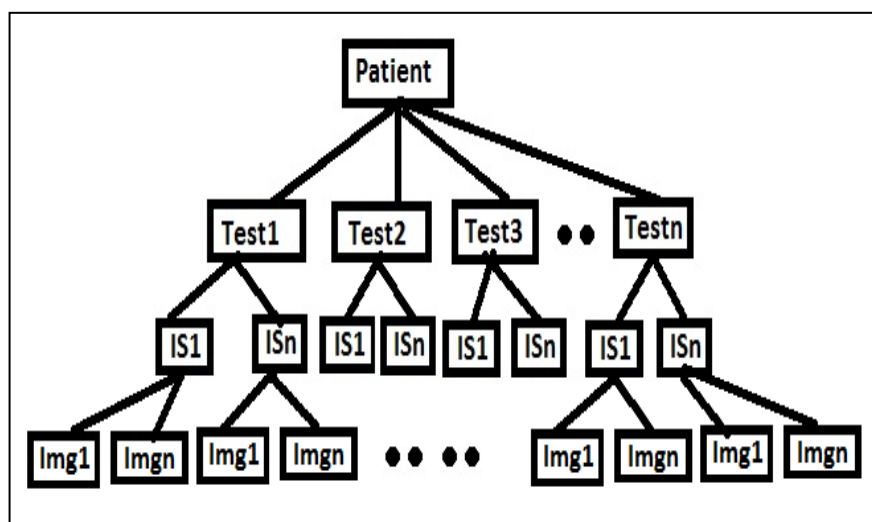 Patient
Test1 Test2 Test3 Testn
IS1 ISn IS1 ISn IS1 ISn IS1 ISn
Img1 Imgn Img1 Imgn Img1 Imgn Img1 Imgn